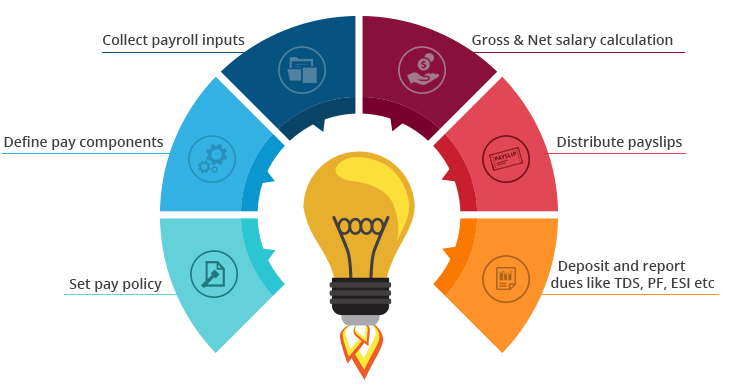 Collect payroll inputs
Gross & Net salary calculation
Define pay components
Distribute payslips
PAYSLIP
Set pay policy
Deposit and report
dues like TDS, PF, ESI etc